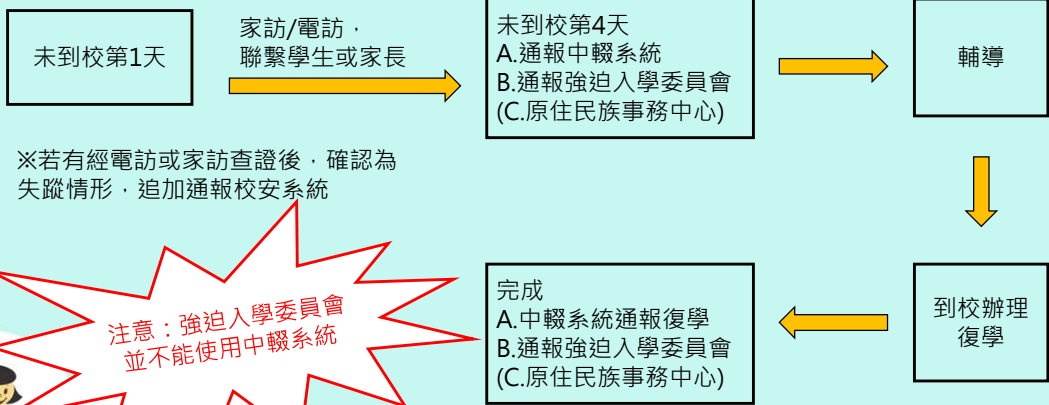 未到校第1天
家訪/電訪，
聯繫學生或家長
未到校第4天
A.通報中輟系統
B.通報強迫入學委員會
(C.原住民族事務中心)
輔導
※若有經電訪或家訪查證後，確認為
失蹤情形，追加通報校安系統
注意：強迫入學委員會
並不能使用中輟系統
到校辦理
復學
完成
A.中輟系統通報復學
B.通報強迫入學委員會
(C.原住民族事務中心)